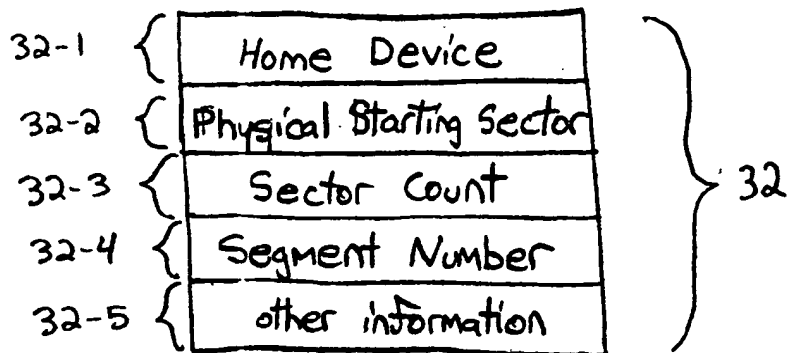 32-1 Home Device
32-2 Physical Starting Sector
32-3 Sector Count
32
32-4 Segment Number
32-5 other information